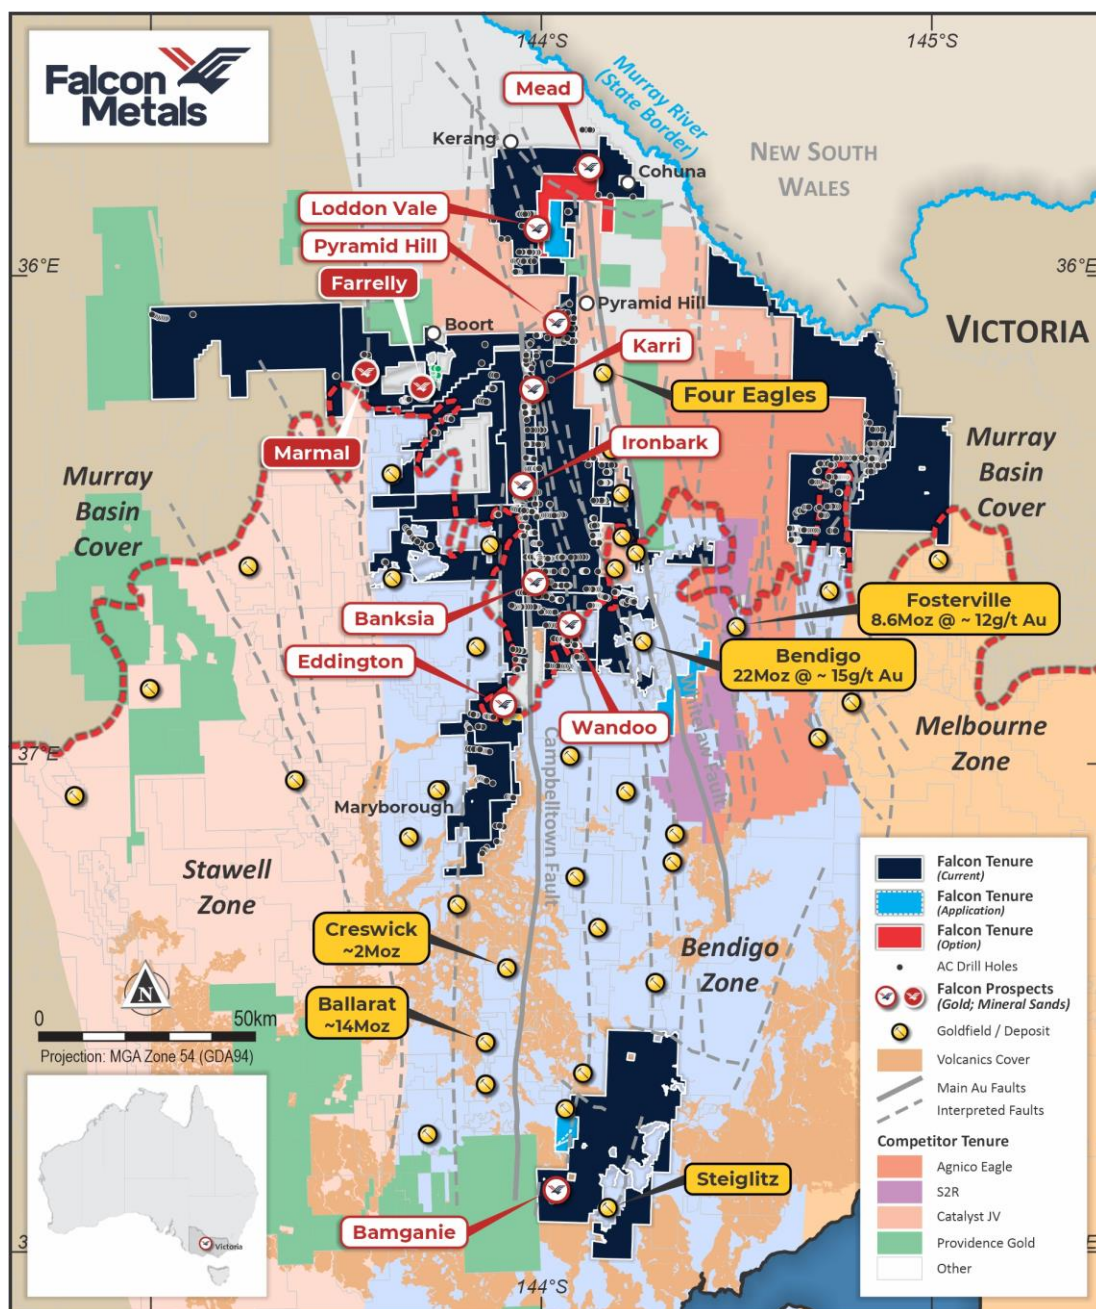 Falcon
Metals
144°S
145°S
Murray River
(State Border)
Mead
Kerang
Cohuna
NEW SOUTH
WALES
Loddon Vale
Pyramid Hill
36°E
36°E
Farrelly
Pyramid Hill
Boort
VICTORIA
Karri
Four Eagles
Ironbark
Marmal
Murray
Basin
Cover
Murray
Basin
Cover
Banksia
Fosterville
8.6Moz @ ~ 12g/t Au
Bendigo
22Moz @ ~ 15g/t Au
Eddington
Wandoo
Whitelaw Fault
Melbourne
Zone
37°E
37°E
Campbelltown Fault
Maryborough
Stawell
Zone
Creswick
~2Moz
Bendigo
Zone
Ballarat
~14Moz
N
0
50km
Projection: MGA Zone 54 (GDA94)
Victoria
Steiglitz
Bamganie
144°S
Falcon Tenure
(Current)
Falcon Tenure
(Application)
Falcon Tenure
(Option)
AC Drill Holes
Falcon Prospects
(Gold; Mineral Sands)
Goldfield / Deposit
Volcanics Cover
Main Au Faults
Interpreted Faults
Competitor Tenure
Agnico Eagle
S2R
Catalyst JV
Providence Gold
Other